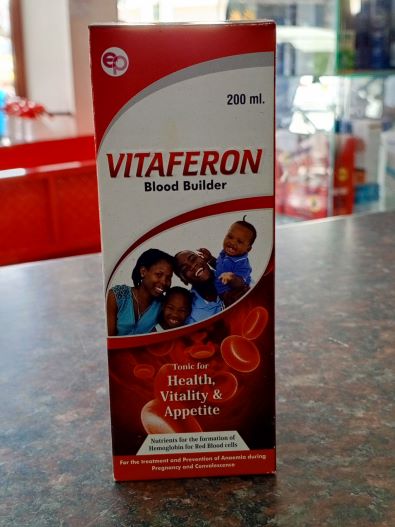 ep
200 ml.
VITAFERON
Blood Builder
Tonic for
Health,
Vitality &
Appetite
Nutrients for the formation of
Hemoglobin for Red Blood cells
For the treatment and Prevention of Anaemia during
Pregnancy and Convalescence